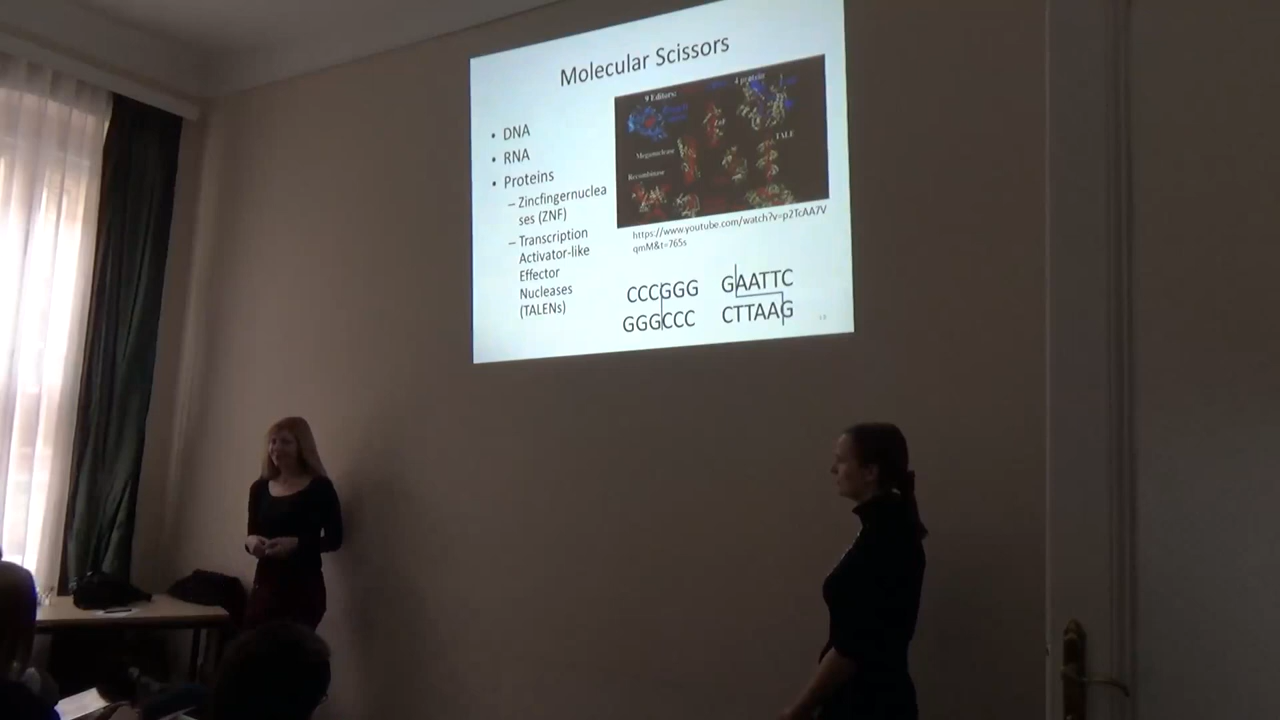 Molecular Scissors
• DNA
• RNA
• Proteins
– Zincfingernuclea
ses (ZNF)
– Transcription
Activator-like
Effector
Nucleases
(TALENs)
9 Editors:
4 protein
Meganuclease
TALE
Recombinase
https://www.youtube.com/watch?v=p2TcAA7V
qmM&t=765s
CCCGGG GAATTC
GGGCCC CTTAAG